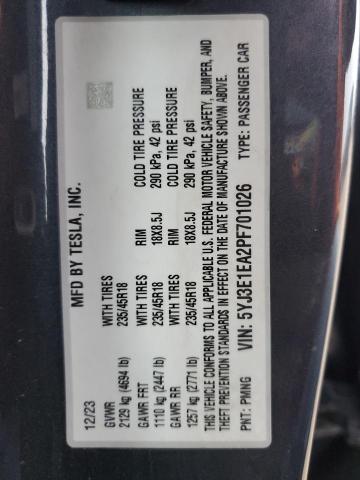 MFD BY TESLA, INC.
12/23
GVWR WITH TIRES RIM COLD TIRE PRESSURE
2129 kg (4694 lb) 235/45R18 18X8.5J 290 kPa, 42 psi
GAWR FRT WITH TIRES RIM COLD TIRE PRESSURE
1110 kg (2447 lb) 235/45R18 18X8.5J 290 kPa, 42 psi
GAWR RR WITH TIRES RIM COLD TIRE PRESSURE
1257 kg (2771 lb) 235/45R18 18X8.5J 290 kPa, 42 psi
THIS VEHICLE CONFORMS TO ALL APPLICABLE U.S. FEDERAL MOTOR VEHICLE SAFETY, BUMPER, AND
THEFT PREVENTION STANDARDS IN EFFECT ON THE DATE OF MANUFACTURE SHOWN ABOVE.
PNT: PMNG VIN: 5YJ3E1EA2PF701026 TYPE: PASSENGER CAR